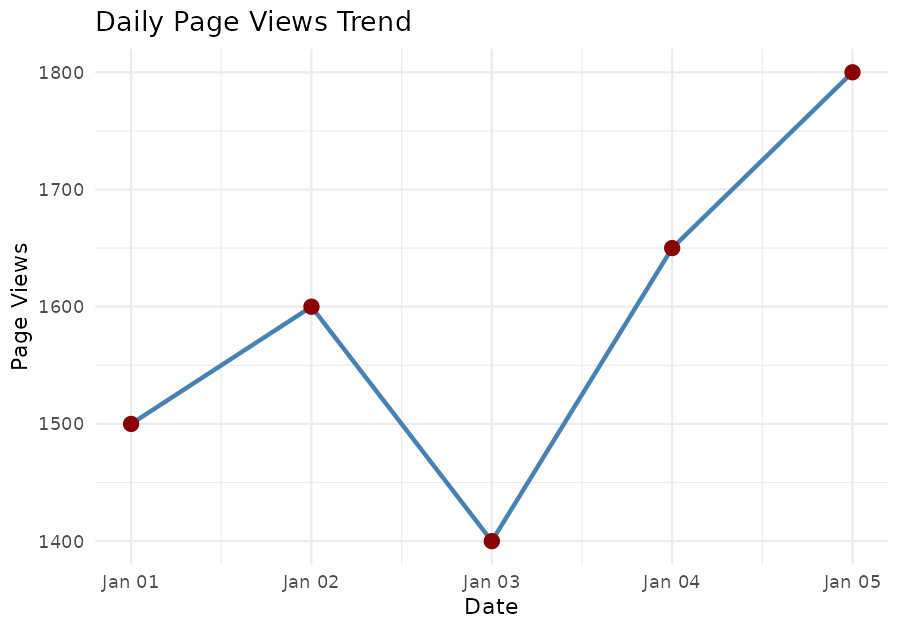 Daily Page Views Trend
Page Views
1800
1700
1600
1500
1400
Jan 01 Jan 02 Jan 03 Jan 04 Jan 05
Date